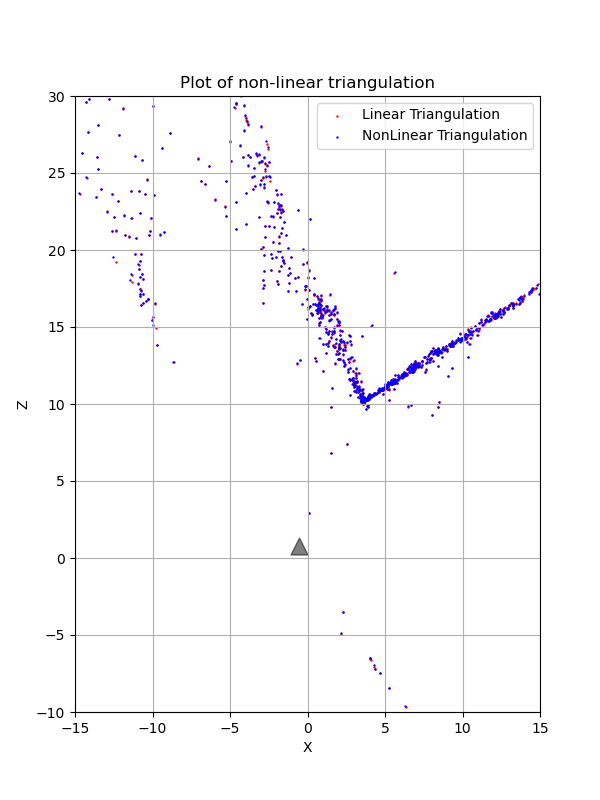 Plot of non-linear triangulation
Linear Triangulation
NonLinear Triangulation
30
25
20
15
10
5
0
−5
−10
Z
−15 −10 −5 0 5 10 15
X